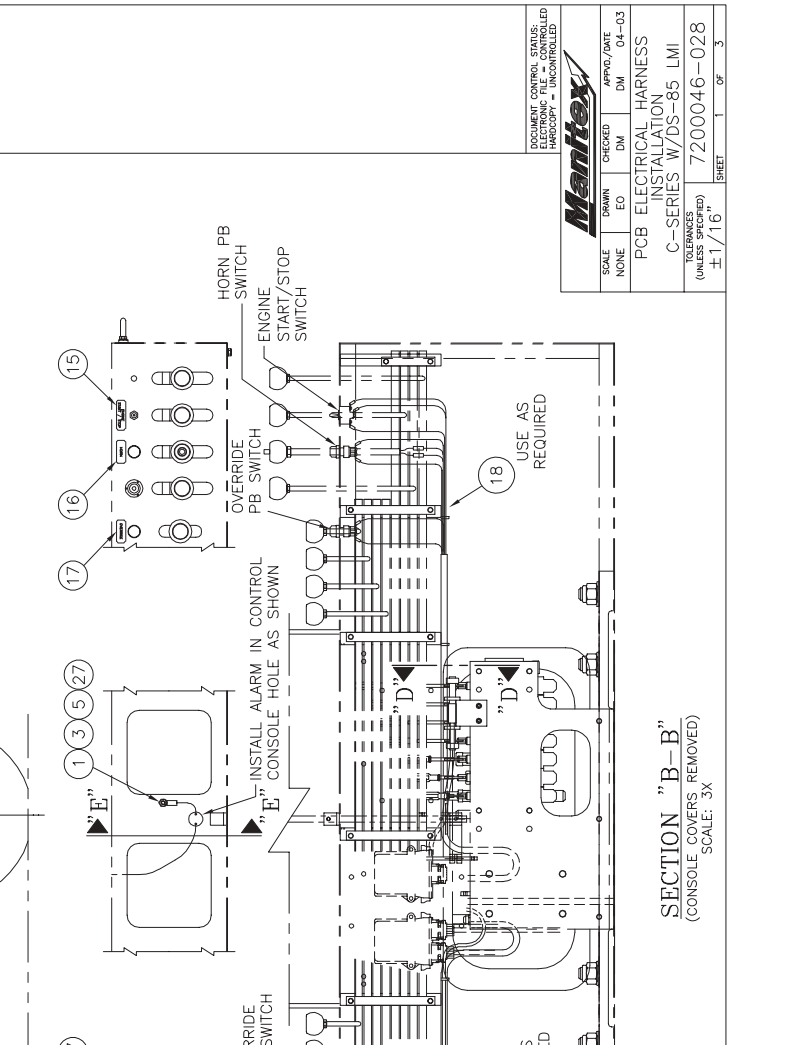 DOCUMENT CONTROL STATUS:
ELECTRONIC FILE = CONTROLLED
HARDCOPY = UNCONTROLLED
Manitex
SCALE
NONE
DRAWN
EO
CHECKED
DM
APPVD./DATE
DM 04-03
PCB ELECTRICAL HARNESS
INSTALLATION
C-SERIES W/DS-85 LMI
TOLERANCES
(UNLESS SPECIFIED)
±1/16"
7200046-028
SHEET 1 OF 3
15
16
17
HORN PB
SWITCH
ENGINE
START/STOP
SWITCH
OVERRIDE
PB SWITCH
18
USE AS
REQUIRED
1
3
5
27
"E"
"E"
INSTALL ALARM IN CONTROL
CONSOLE HOLE AS SHOWN
"D"
"D"
SECTION "B-B"
(CONSOLE COVERS REMOVED)
SCALE: 3X
RRIDE
SWITCH